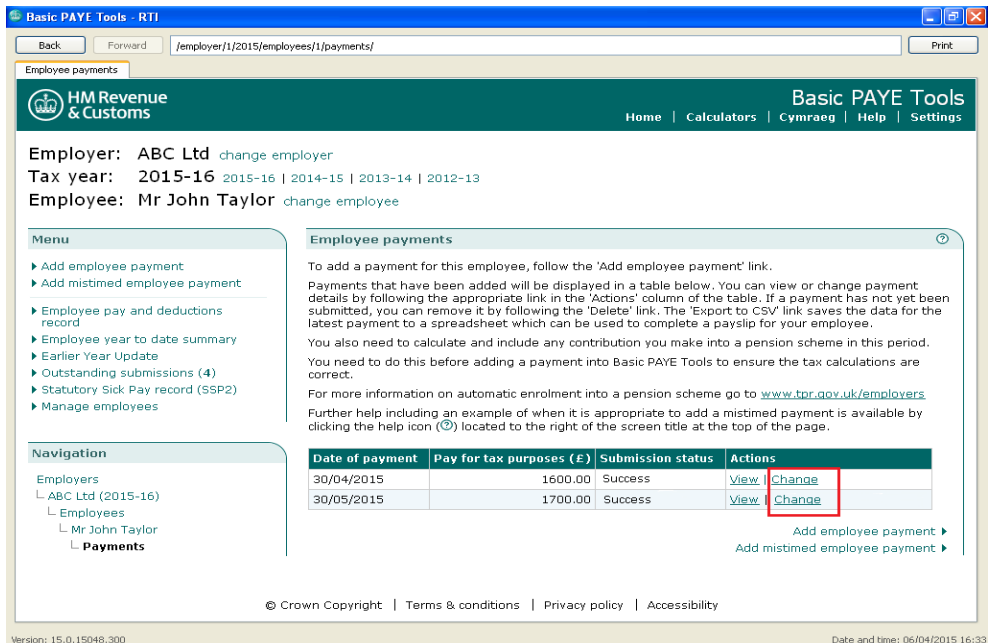 Basic PAYE Tools - RTI
Back Forward /employer/1/2015/employees/1/payments/ Print
Employee payments
HM Revenue
& Customs
Basic PAYE Tools
Home | Calculators | Cymraeg | Help | Settings
Employer: ABC Ltd change employer
Tax year: 2015-16 2015-16 | 2014-15 | 2013-14 | 2012-13
Employee: Mr John Taylor change employee
Menu
Add employee payment
Add mistimed employee payment
Employee pay and deductions
record
Employee year to date summary
Earlier Year Update
Outstanding submissions (4)
Statutory Sick Pay record (SSP2)
Manage employees
Navigation
Employers
ABC Ltd (2015-16)
Employees
Mr John Taylor
Payments
Employee payments ?
To add a payment for this employee, follow the 'Add employee payment' link.
Payments that have been added will be displayed in a table below. You can view or change payment
details by following the appropriate link in the 'Actions' column of the table. If a payment has not yet been
submitted, you can remove it by following the 'Delete' link. The 'Export to CSV' link saves the data for the
latest payment to a spreadsheet which can be used to complete a payslip for your employee.
You also need to calculate and include any contribution you make into a pension scheme in this period.
You need to do this before adding a payment into Basic PAYE Tools to ensure the tax calculations are
correct.
For more information on automatic enrolment into a pension scheme go to www.tpr.gov.uk/employers
Further help including an example of when it is appropriate to add a mistimed payment is available by
clicking the help icon (?) located to the right of the screen title at the top of the page.
Date of payment Pay for tax purposes (£) Submission status Actions
30/04/2015 1600.00 Success View | Change
30/05/2015 1700.00 Success View | Change
Add employee payment
Add mistimed employee payment
© Crown Copyright | Terms & conditions | Privacy policy | Accessibility
Version: 15.0.15048.300 Date and time: 06/04/2015 16:33